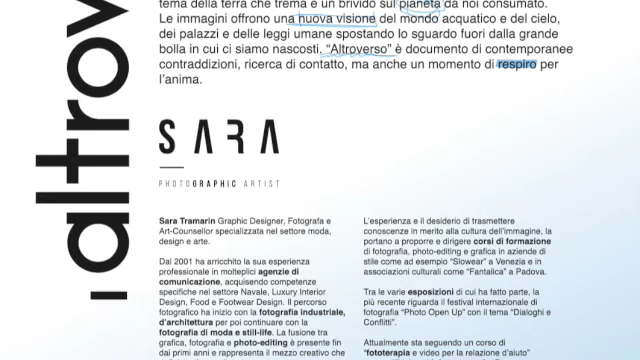 tema della terra che trema e un brivido sul pianeta da noi consumato.
Le immagini offrono una nuova visione del mondo acquatico e del cielo,
dei palazzi e delle leggi umane spostando lo sguardo fuori dalla grande
bolla in cui ci siamo nascosti. “Altroverso” è documento di contemporanee
contraddizioni, ricerca di contatto, ma anche un momento di respiro per
l’anima.
altrov
SARA
PHOTOGRAPHIC ARTIST
Sara Tramarin Graphic Designer, Fotografa e
Art-Counsellor specializzata nel settore moda,
design e arte.
Dal 2001 ha arricchito la sua esperienza
professionale in molteplici agenzie di
comunicazione, acquisendo competenze
specifiche nel settore Navale, Luxury Interior
Design, Food e Footwear Design. Il percorso
fotografico ha inizio con la fotografia industriale,
d’architettura per poi continuare con la
fotografia di moda e still-life. La fusione tra
grafica, fotografia e photo-editing è presente fin
dai primi anni e rappresenta il mezzo creativo che
L’esperienza e il desiderio di trasmettere
conoscenze in merito alla cultura dell’immagine, la
portano a proporre e dirigere corsi di formazione
di fotografia, photo-editing e grafica in aziende di
stile come ad esempio “Slowear” a Venezia e in
associazioni culturali come “Fantalica” a Padova.
Tra le varie esposizioni di cui ha fatto parte, la
più recente riguarda il festival internazionale di
fotografia “Photo Open Up” con il tema “Dialoghi e
Conflitti”.
Attualmente sta seguendo un corso di
“fototerapia e video per la relazione d’aiuto”